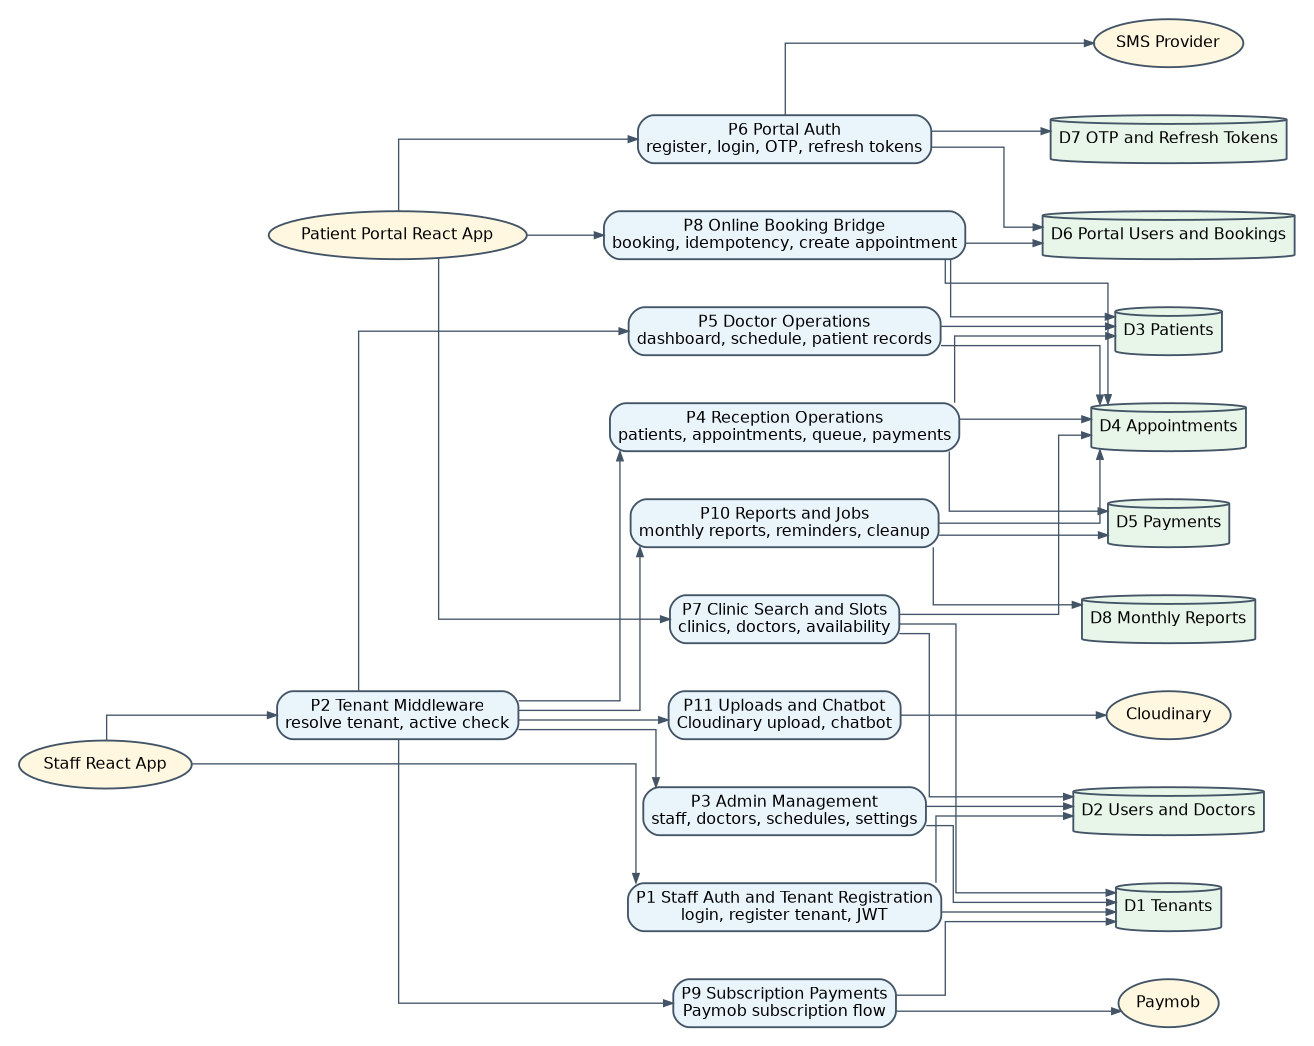 SMS Provider
P6 Portal Auth
register, login, OTP, refresh tokens
D7 OTP and Refresh Tokens
Patient Portal React App
P8 Online Booking Bridge
booking, idempotency, create appointment
D6 Portal Users and Bookings
P5 Doctor Operations
dashboard, schedule, patient records
D3 Patients
P4 Reception Operations
patients, appointments, queue, payments
D4 Appointments
P10 Reports and Jobs
monthly reports, reminders, cleanup
D5 Payments
P7 Clinic Search and Slots
clinics, doctors, availability
D8 Monthly Reports
P2 Tenant Middleware
resolve tenant, active check
P11 Uploads and Chatbot
Cloudinary upload, chatbot
Cloudinary
Staff React App
P3 Admin Management
staff, doctors, schedules, settings
D2 Users and Doctors
P1 Staff Auth and Tenant Registration
login, register tenant, JWT
D1 Tenants
P9 Subscription Payments
Paymob subscription flow
Paymob